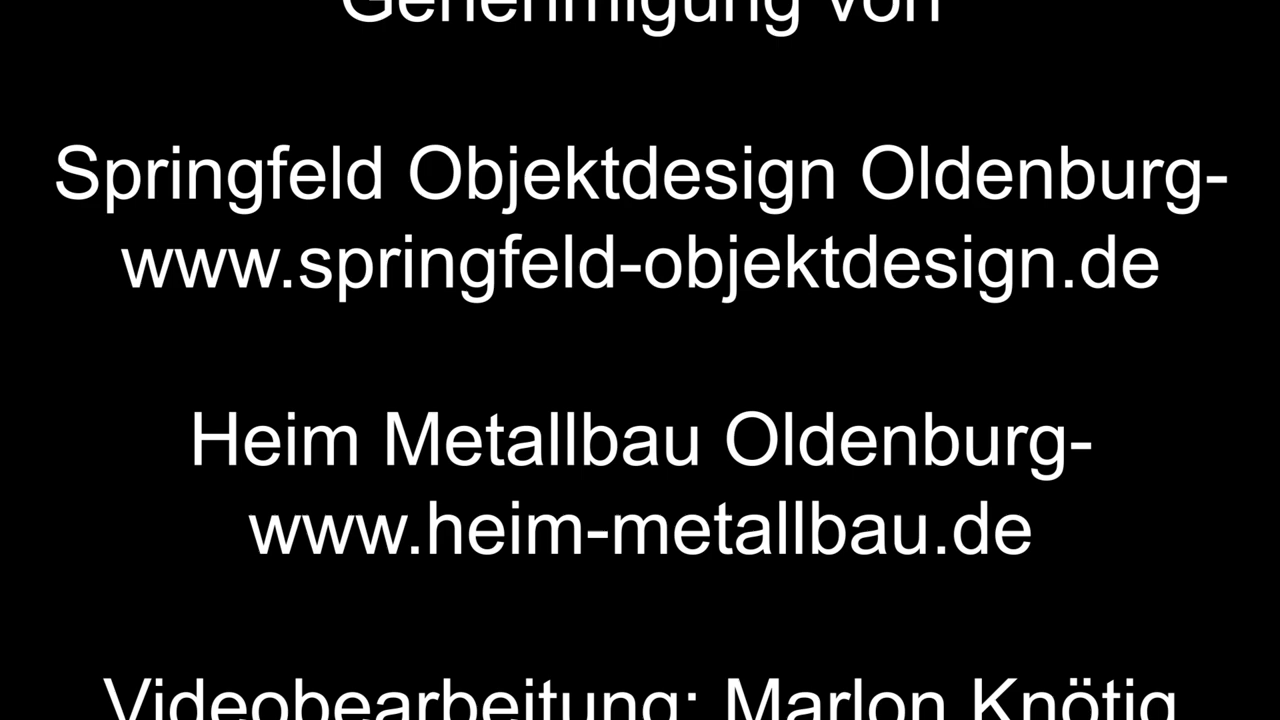 Genehmigung von
Springfeld Objektdesign Oldenburg-
www.springfeld-objektdesign.de
Heim Metallbau Oldenburg-
www.heim-metallbau.de
Videobearbeitung: Marlon Knötig